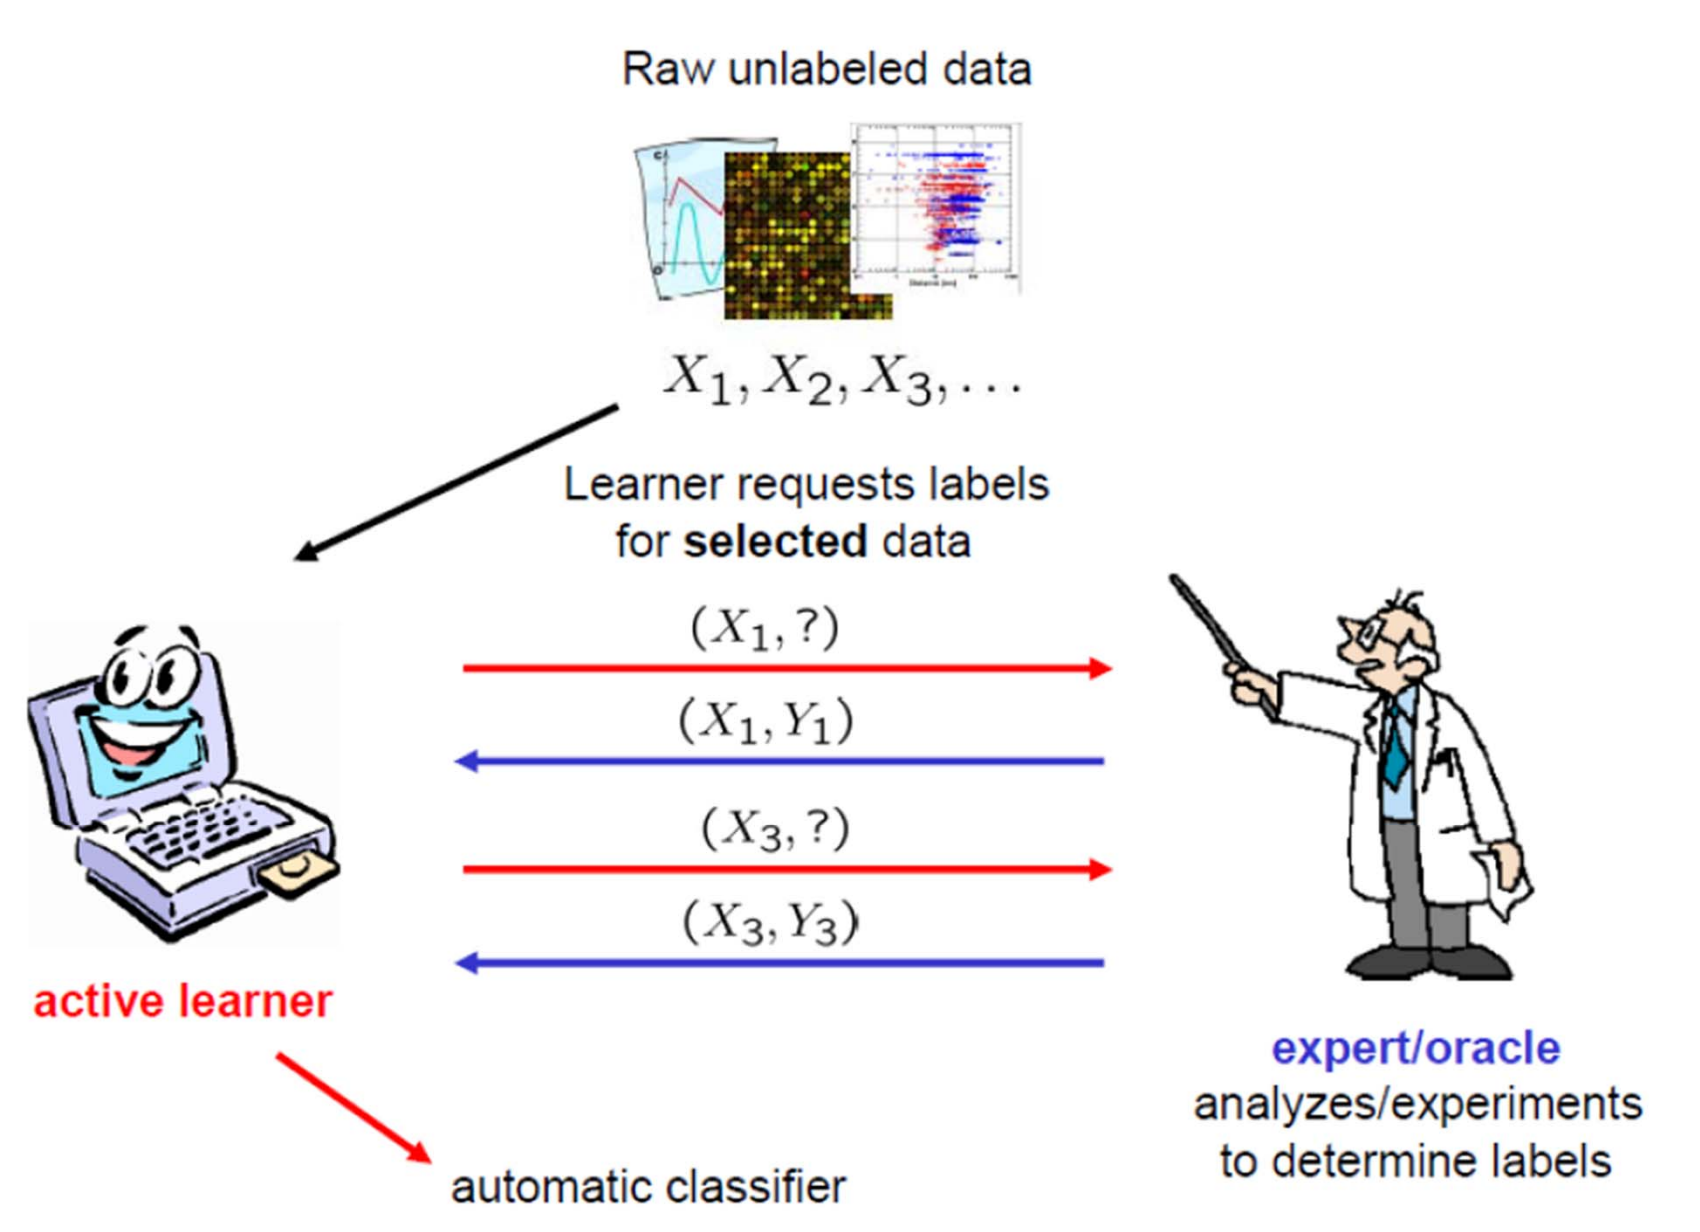 Raw unlabeled data
X₁, X₂, X₃, . . .
Learner requests labels
for selected data
(X₁, ?)
(X₁, Y₁)
(X₃, ?)
(X₃, Y₃)
active learner
expert/oracle
analyzes/experiments
to determine labels
automatic classifier